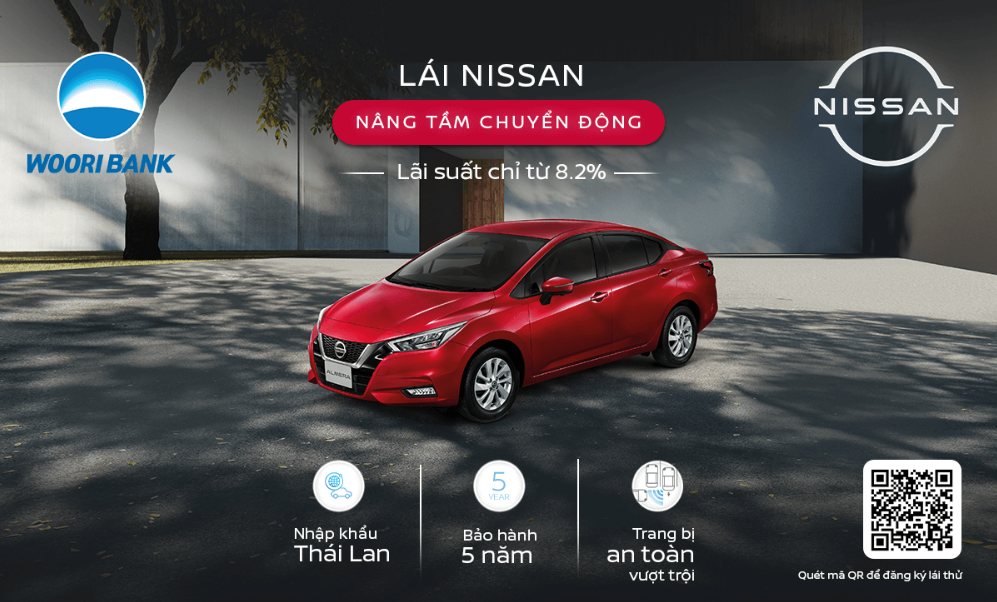 WOORI BANK
LÁI NISSAN
NÂNG TẦM CHUYỂN ĐỘNG
Lãi suất chỉ từ 8.2%
NISSAN
ALMERA
Nhập khẩu
Thái Lan
5
YEAR
Bảo hành
5 năm
Trang bị
an toàn
vượt trội
Quét mã QR để đăng ký lái thử